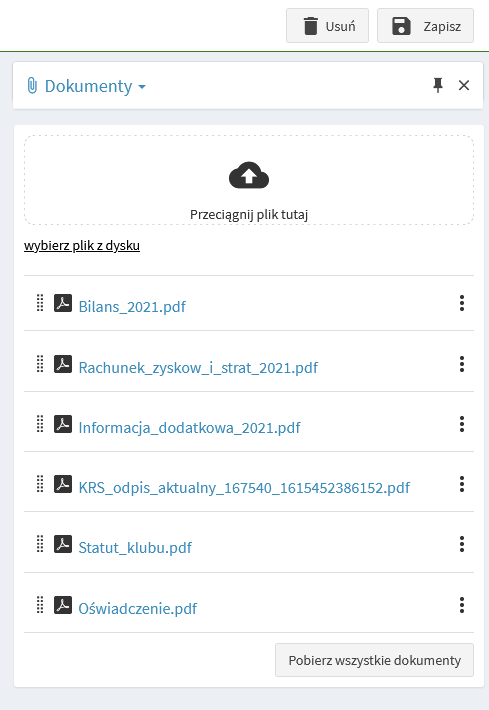 Usuń
Zapisz
Dokumenty
Przeciągnij plik tutaj
wybierz plik z dysku
Bilans_2021.pdf
Rachunek_zyskow_i_strat_2021.pdf
Informacja_dodatkowa_2021.pdf
KRS_odpis_aktualny_167540_1615452386152.pdf
Statut_klubu.pdf
Oświadczenie.pdf
Pobierz wszystkie dokumenty